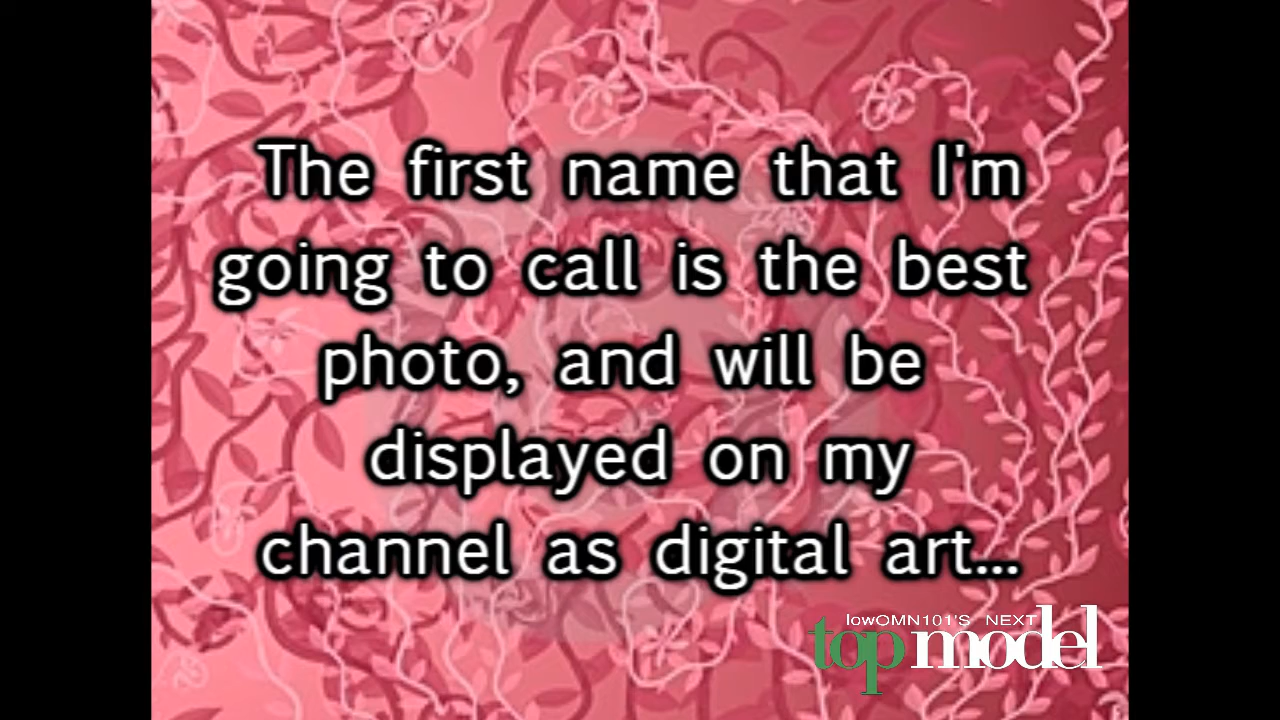 The first name that I'm
going to call is the best
photo, and will be
displayed on my
channel as digital art...
lowOMN101'S NEXT
top model